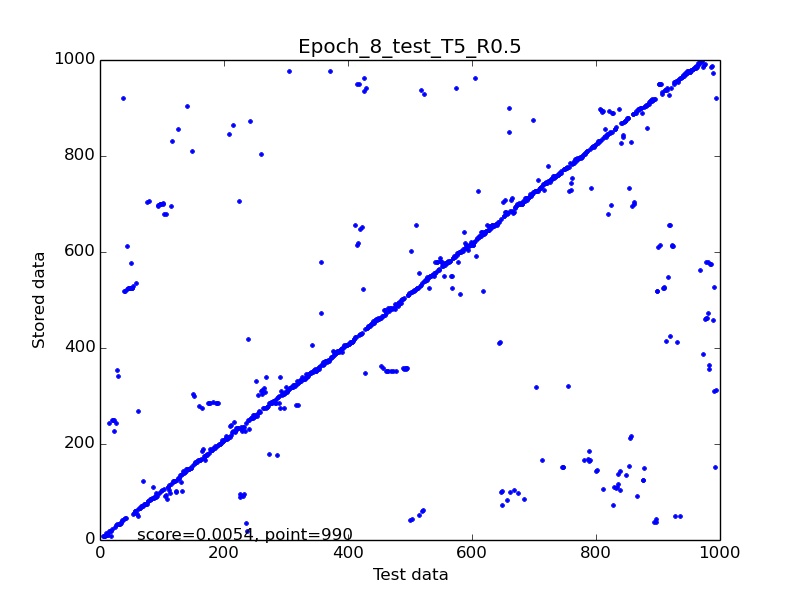 Epoch_8_test_T5_R0.5
1000
800
Stored data
600
400
200
0
score=0.0054, point=990
0 200 400 600 800 1000
Test data